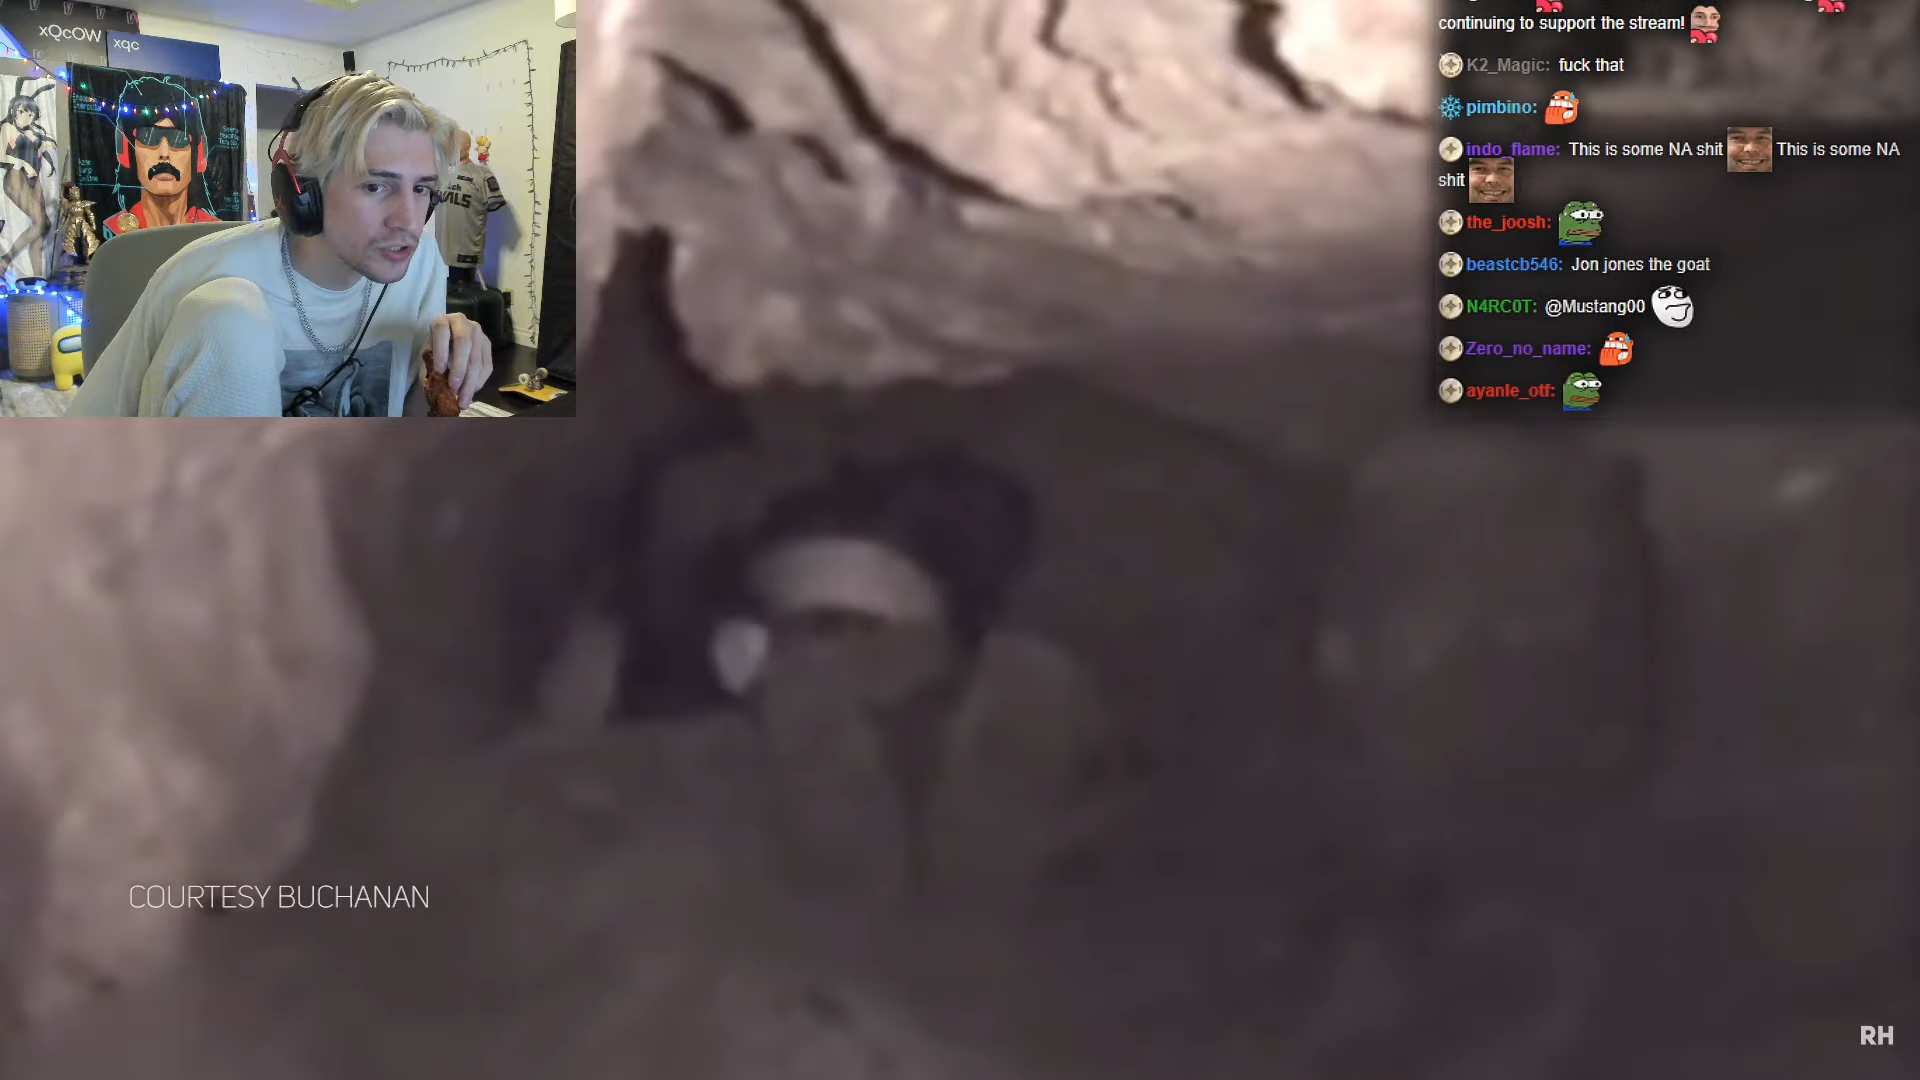 xQcOW
xqc
continuing to support the stream!
K2_Magic: fuck that
pimbino:
indo_flame: This is some NA shit This is some NA
shit
the_joosh:
beastcb546: Jon jones the goat
N4RC0T: @Mustang00
Zero_no_name:
ayanle_otf:
COURTESY BUCHANAN
RH